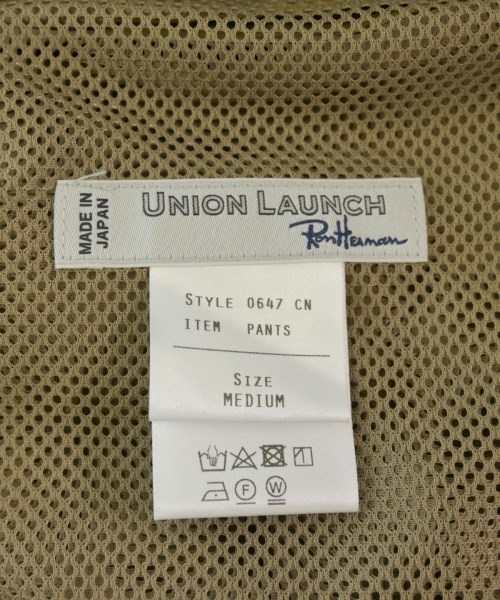 MADE IN
JAPAN
UNION LAUNCH
Ron Herman
STYLE 0647 CN
ITEM PANTS
SIZE
MEDIUM
F W